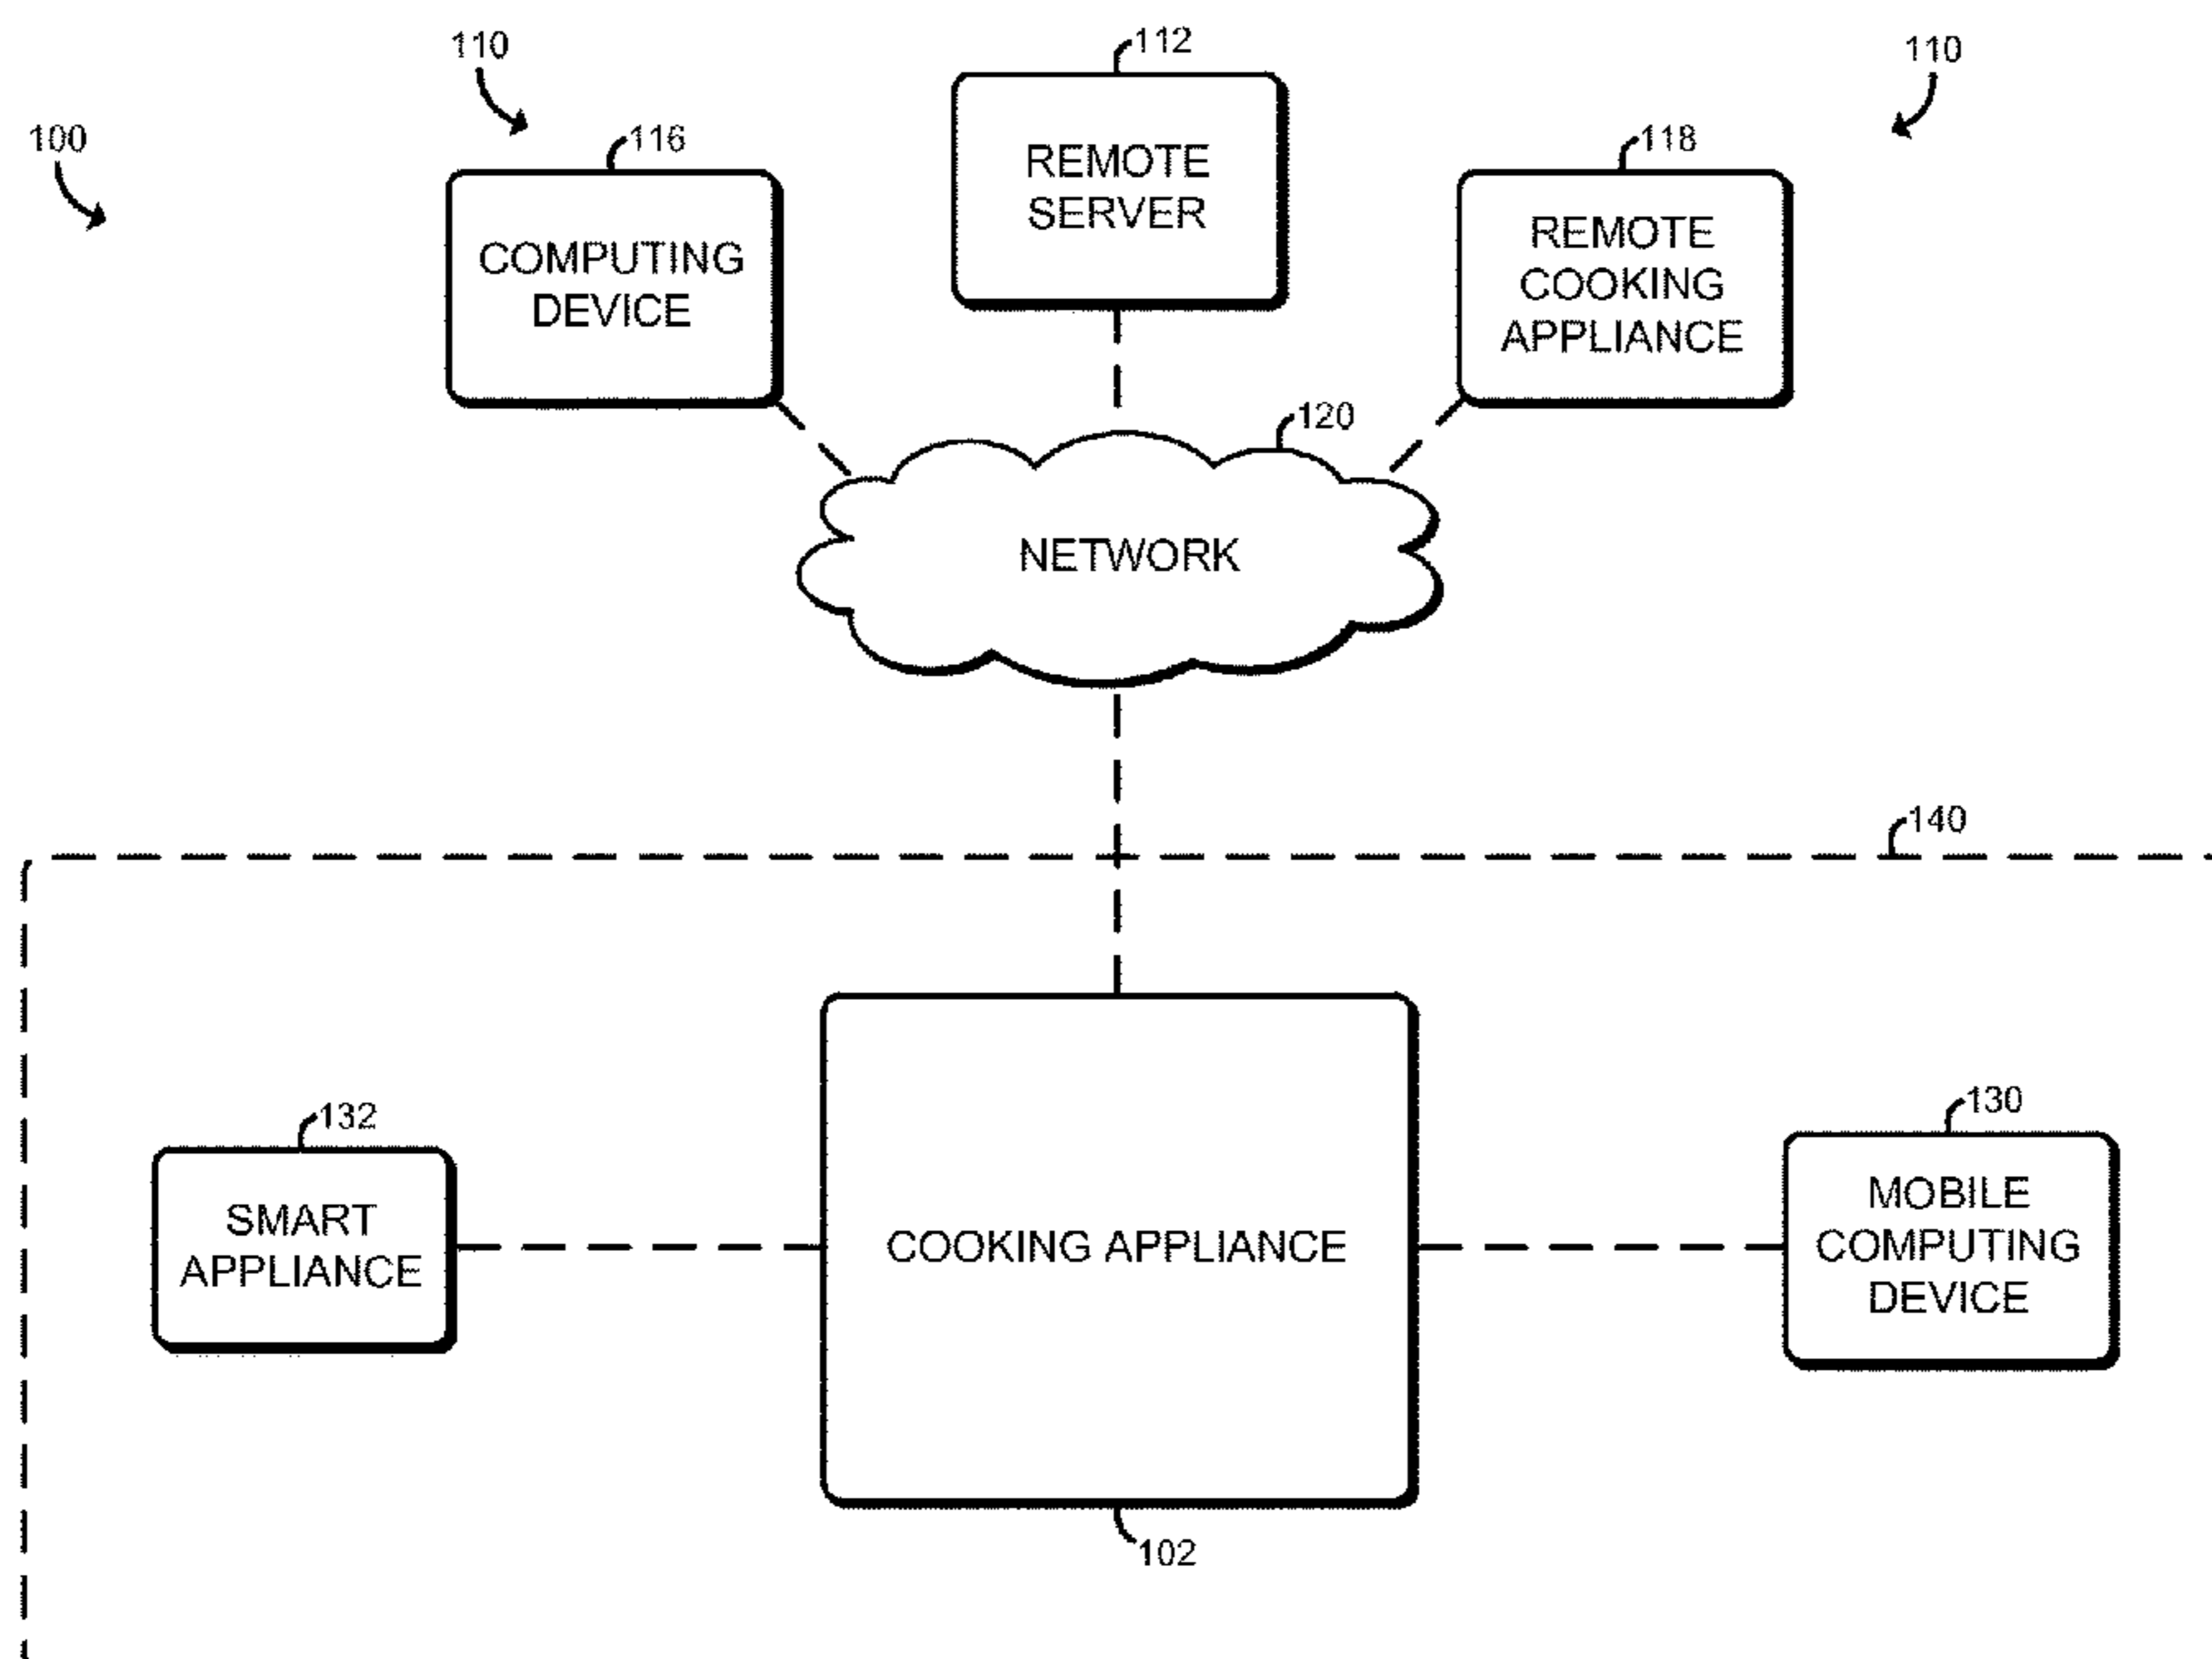 110
112
110
100
116
118
COMPUTING
DEVICE
REMOTE
SERVER
REMOTE
COOKING
APPLIANCE
120
NETWORK
140
132
SMART
APPLIANCE
COOKING APPLIANCE
130
MOBILE
COMPUTING
DEVICE
102